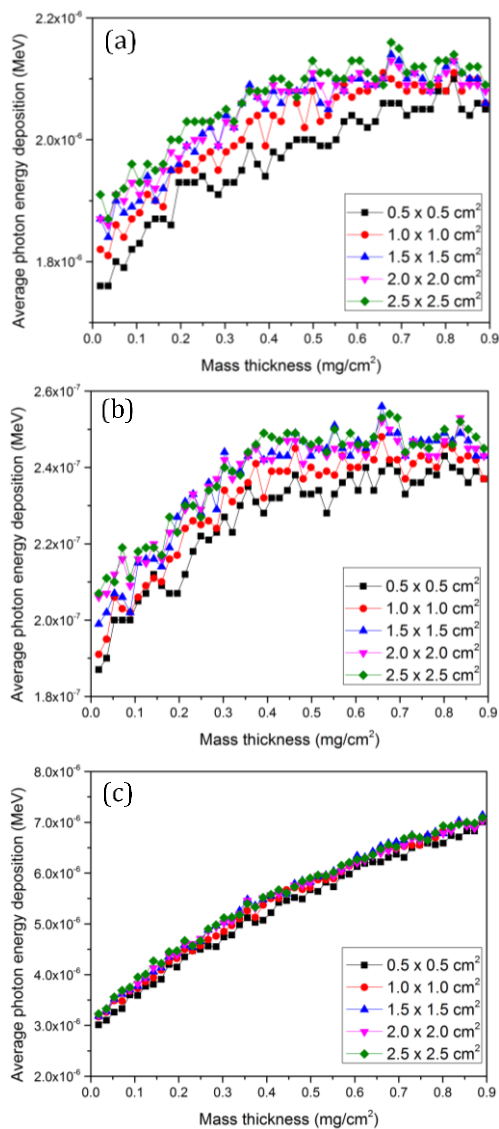 (a)
Average photon energy deposition (MeV)
2.2x10⁻⁶
2.0x10⁻⁶
1.8x10⁻⁶
0.5 x 0.5 cm²
1.0 x 1.0 cm²
1.5 x 1.5 cm²
2.0 x 2.0 cm²
2.5 x 2.5 cm²
0.0 0.1 0.2 0.3 0.4 0.5 0.6 0.7 0.8 0.9
Mass thickness (mg/cm²)
(b)
Average photon energy deposition (MeV)
2.6x10⁻⁷
2.4x10⁻⁷
2.2x10⁻⁷
2.0x10⁻⁷
1.8x10⁻⁷
0.5 x 0.5 cm²
1.0 x 1.0 cm²
1.5 x 1.5 cm²
2.0 x 2.0 cm²
2.5 x 2.5 cm²
0.0 0.1 0.2 0.3 0.4 0.5 0.6 0.7 0.8 0.9
Mass thickness (mg/cm²)
(c)
Average photon energy deposition (MeV)
8.0x10⁻⁶
7.0x10⁻⁶
6.0x10⁻⁶
5.0x10⁻⁶
4.0x10⁻⁶
3.0x10⁻⁶
2.0x10⁻⁶
0.5 x 0.5 cm²
1.0 x 1.0 cm²
1.5 x 1.5 cm²
2.0 x 2.0 cm²
2.5 x 2.5 cm²
0.0 0.1 0.2 0.3 0.4 0.5 0.6 0.7 0.8 0.9
Mass thickness (mg/cm²)